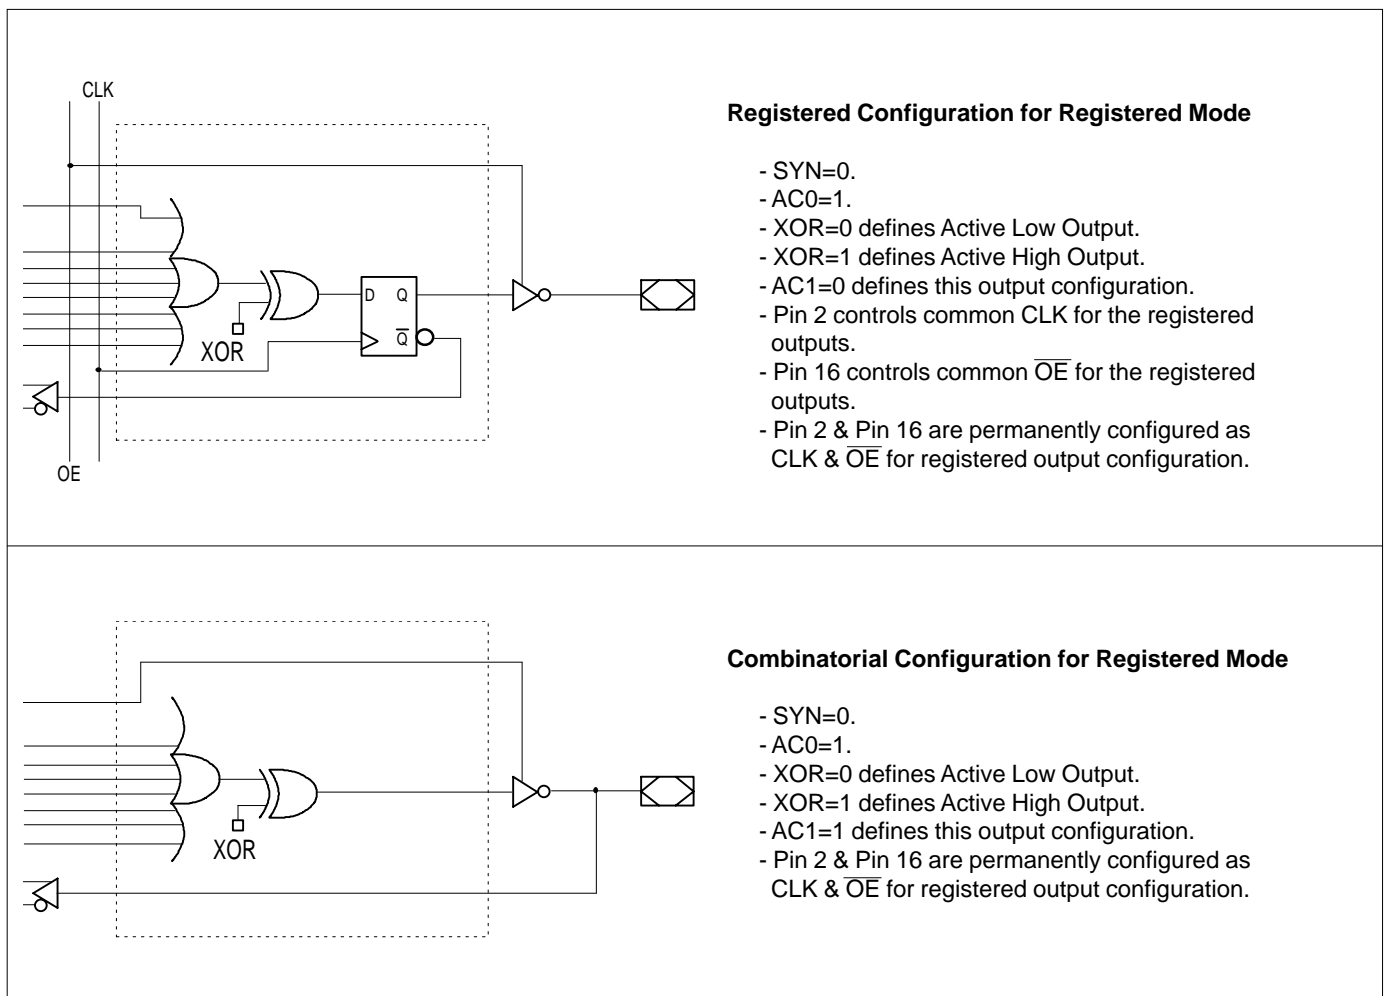 CLK
XOR
D Q
Q̅
OE
Registered Configuration for Registered Mode
- SYN=0.
- AC0=1.
- XOR=0 defines Active Low Output.
- XOR=1 defines Active High Output.
- AC1=0 defines this output configuration.
- Pin 2 controls common CLK for the registered
outputs.
- Pin 16 controls common O̅E̅ for the registered
outputs.
- Pin 2 & Pin 16 are permanently configured as
CLK & O̅E̅ for registered output configuration.
XOR
Combinatorial Configuration for Registered Mode
- SYN=0.
- AC0=1.
- XOR=0 defines Active Low Output.
- XOR=1 defines Active High Output.
- AC1=1 defines this output configuration.
- Pin 2 & Pin 16 are permanently configured as
CLK & O̅E̅ for registered output configuration.